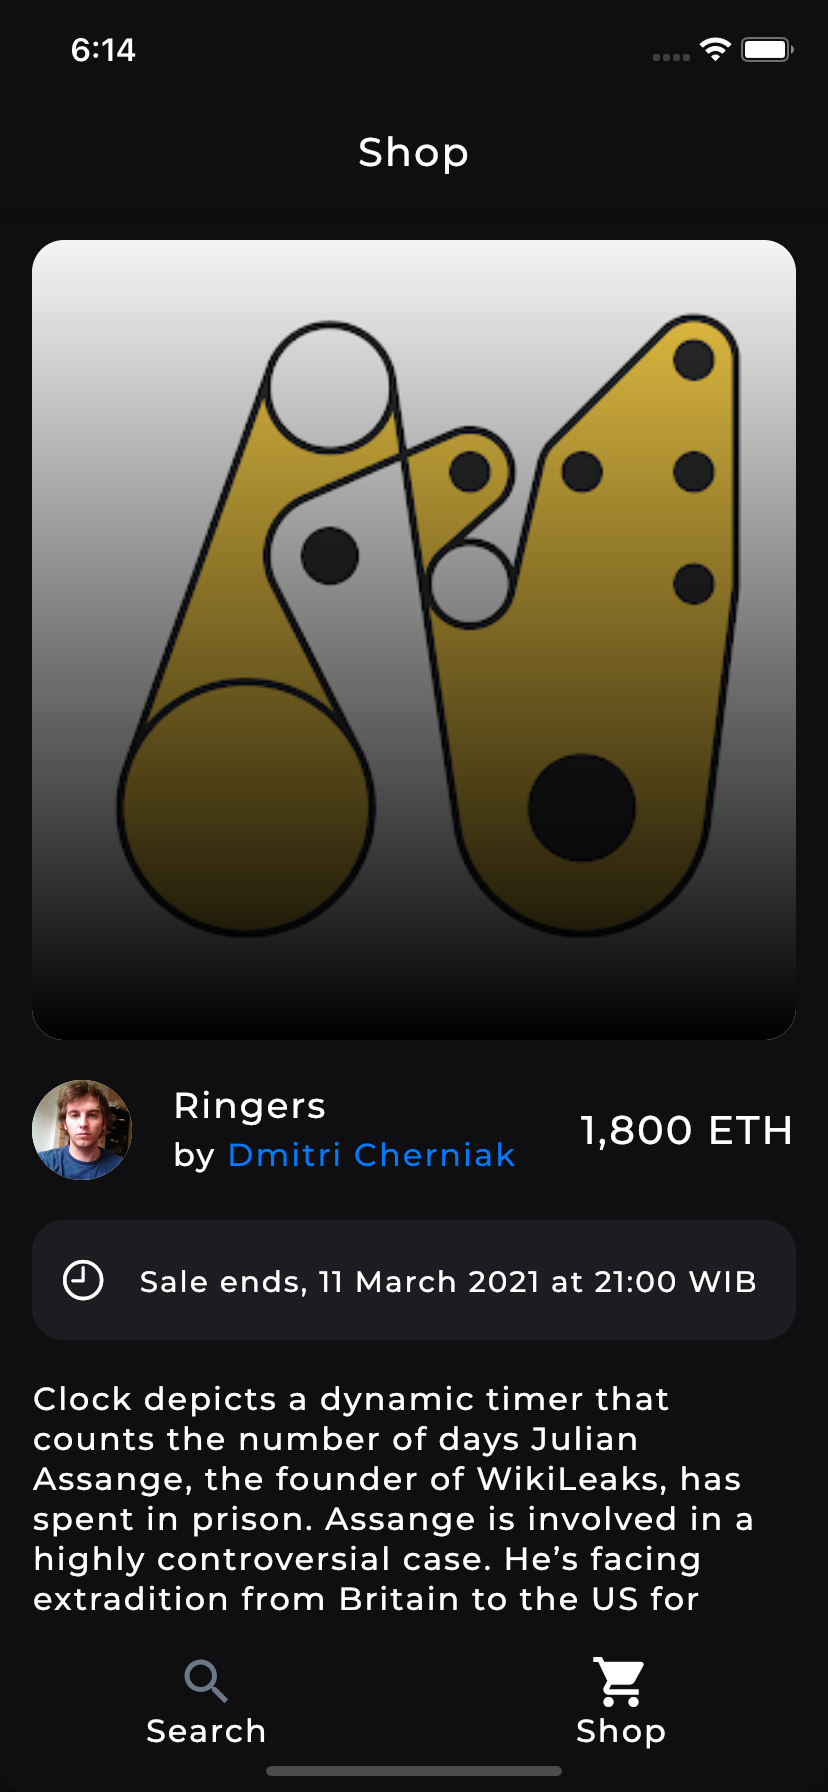 6:14
Shop
Ringers
by Dmitri Cherniak
1,800 ETH
Sale ends, 11 March 2021 at 21:00 WIB
Clock depicts a dynamic timer that
counts the number of days Julian
Assange, the founder of WikiLeaks, has
spent in prison. Assange is involved in a
highly controversial case. He’s facing
extradition from Britain to the US for
Search
Shop